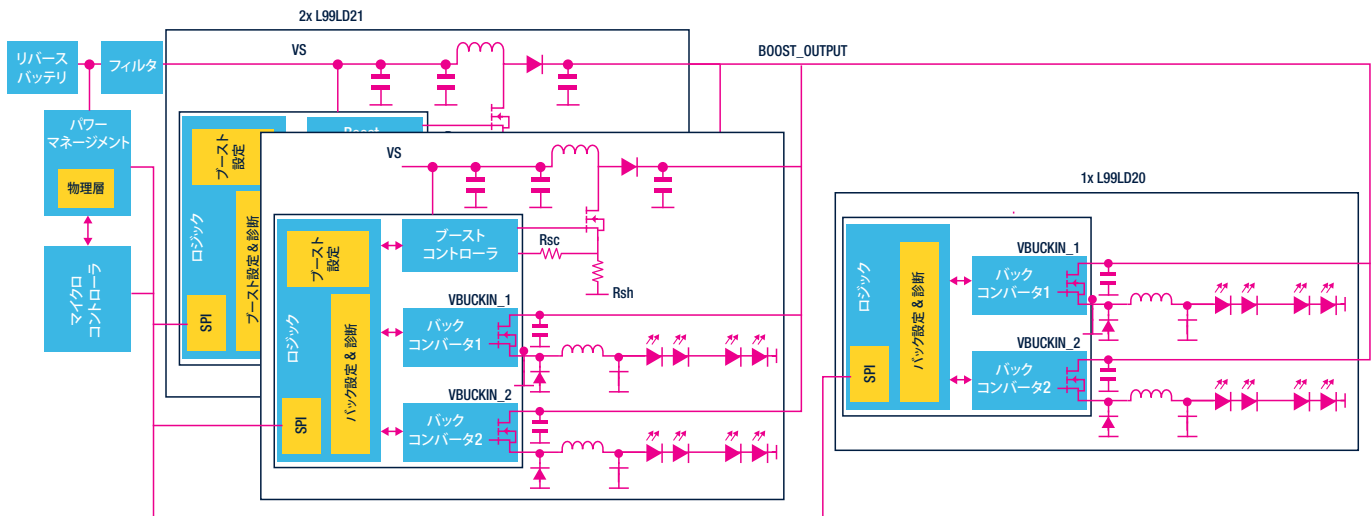 2x L99LD21
VS
BOOST_OUTPUT
リバース
バッテリ
フィルタ
パワー
マネージメント
物理層
マイクロ
コントローラ
ロジック
ブースト
設定
ブースト設定 & 診断
SPI
VS
ロジック
ブースト
設定
バック設定 & 診断
SPI
ブースト
コントローラ
Rsc
Rsh
VBUCKIN_1
バック
コンバータ1
VBUCKIN_2
バック
コンバータ2
1x L99LD20
ロジック
バック設定 & 診断
SPI
VBUCKIN_1
バック
コンバータ1
VBUCKIN_2
バック
コンバータ2